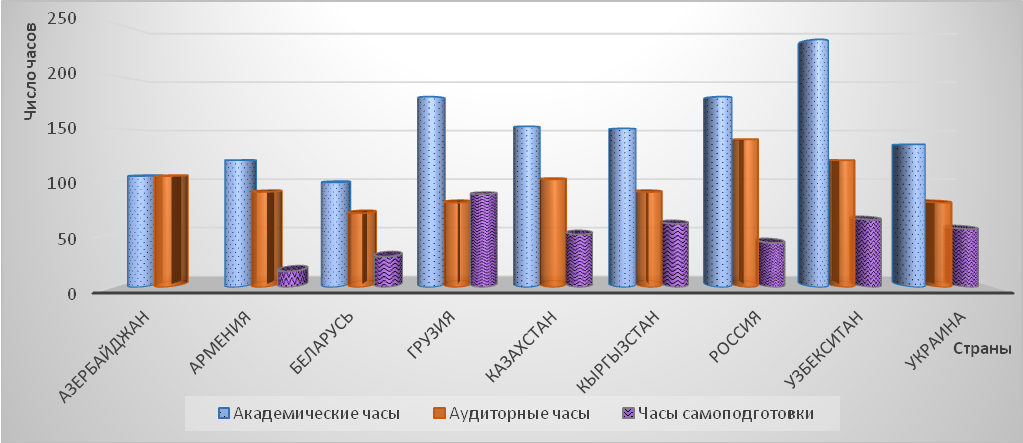 Число часов
250
200
150
100
50
0
АЗЕРБАЙДЖАН
АРМЕНИЯ
БЕЛАРУСЬ
ГРУЗИЯ
КАЗАХСТАН
КЫРГЫЗСТАН
РОССИЯ
УЗБЕКИСТАН
УКРАИНА
Страны
Академические часы
Аудиторные часы
Часы самоподготовки